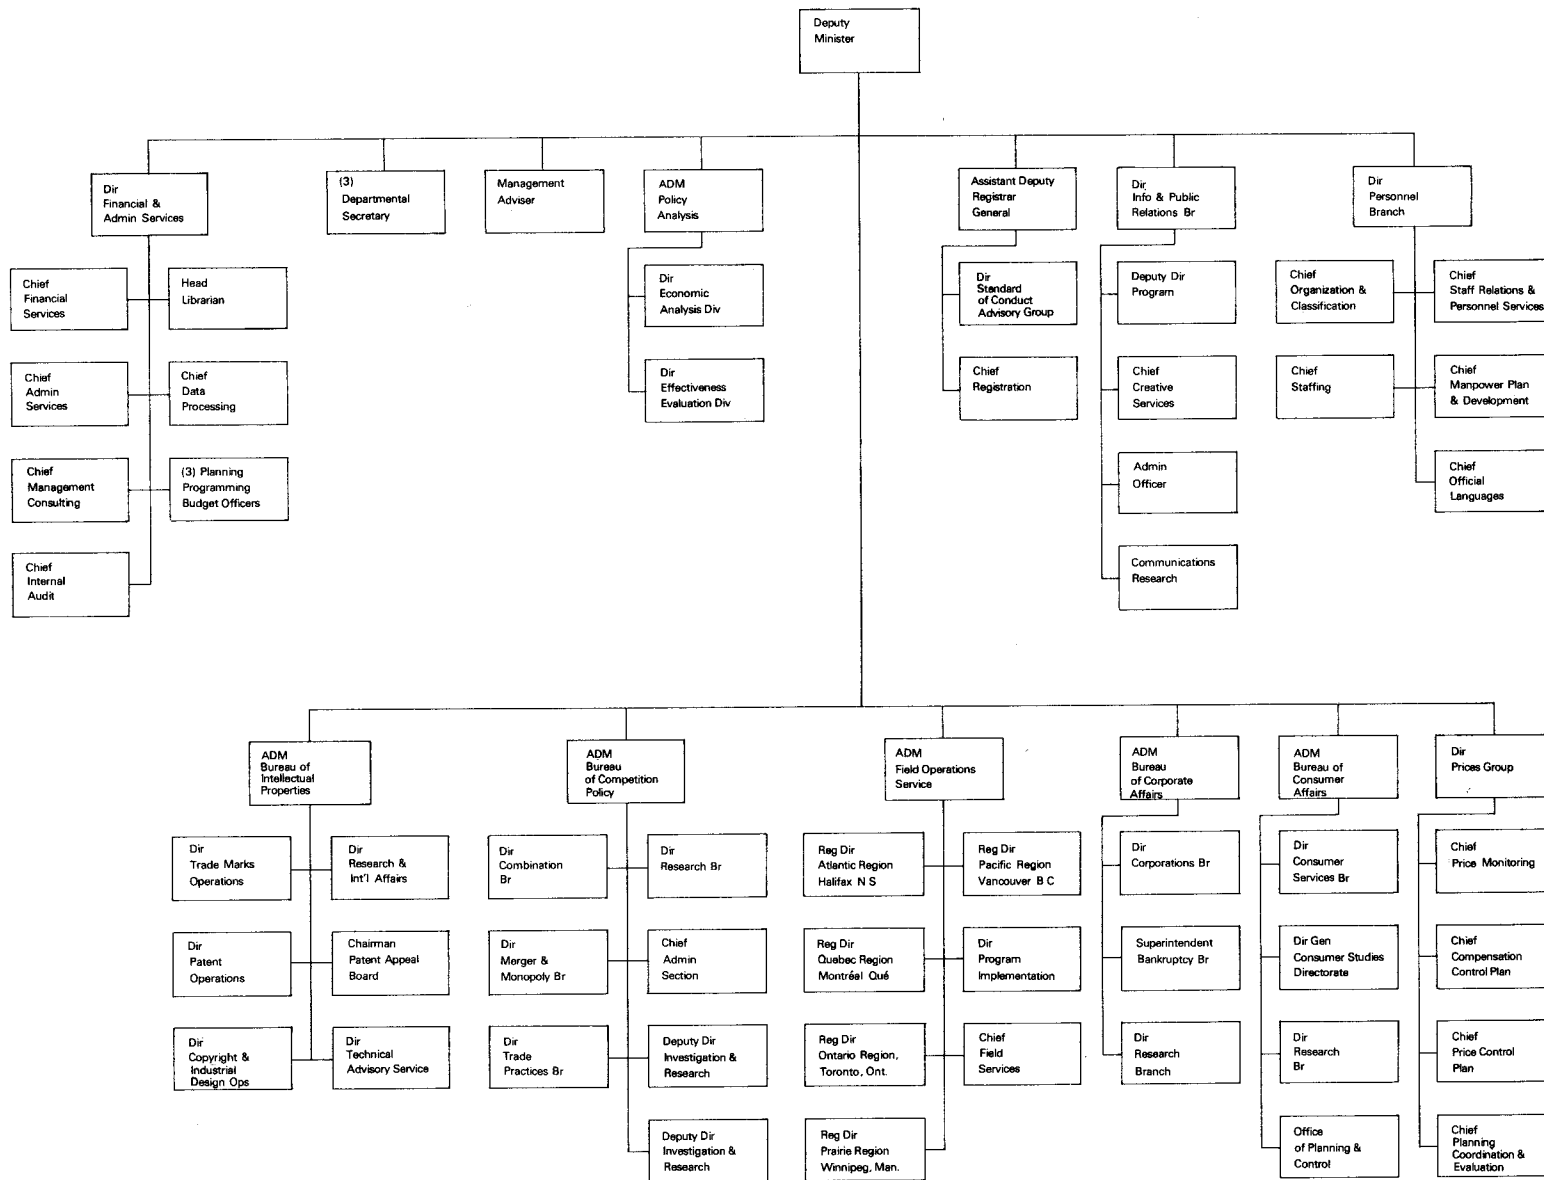 Deputy
Minister
Dir
Financial &
Admin Services
(3)
Departmental
Secretary
Management
Adviser
ADM
Policy
Analysis
Assistant Deputy
Registrar
General
Dir
Info & Public
Relations Br
Dir
Personnel
Branch
Chief
Financial
Services
Head
Librarian
Chief
Admin
Services
Chief
Data
Processing
Chief
Management
Consulting
(3) Planning
Programming
Budget Officers
Chief
Internal
Audit
Dir
Economic
Analysis Div
Dir
Effectiveness
Evaluation Div
Dir
Standard
of Conduct
Advisory Group
Chief
Registration
Deputy Dir
Program
Chief
Creative
Services
Admin
Officer
Communications
Research
Chief
Organization &
Classification
Chief
Staff Relations &
Personnel Services
Chief
Staffing
Chief
Manpower Plan
& Development
Chief
Official
Languages
ADM
Bureau of
Intellectual
Properties
ADM
Bureau
of Competition
Policy
ADM
Field Operations
Service
ADM
Bureau
of Corporate
Affairs
ADM
Bureau of
Consumer
Affairs
Dir
Prices Group
Dir
Trade Marks
Operations
Dir
Research &
Int'l Affairs
Dir
Patent
Operations
Chairman
Patent Appeal
Board
Dir
Copyright &
Industrial
Design Ops
Dir
Technical
Advisory Service
Dir
Combination
Br
Dir
Research Br
Dir
Merger &
Monopoly Br
Chief
Admin
Section
Dir
Trade
Practices Br
Deputy Dir
Investigation &
Research
Deputy Dir
Investigation &
Research
Reg Dir
Atlantic Region
Halifax N S
Reg Dir
Pacific Region
Vancouver B C
Reg Dir
Quebec Region
Montréal Qué
Dir
Program
Implementation
Reg Dir
Ontario Region,
Toronto, Ont.
Chief
Field
Services
Reg Dir
Prairie Region
Winnipeg, Man.
Dir
Corporations Br
Superintendent
Bankruptcy Br
Dir
Research
Branch
Dir
Consumer
Services Br
Dir Gen
Consumer Studies
Directorate
Dir
Research
Br
Office
of Planning &
Control
Chief
Price Monitoring
Chief
Compensation
Control Plan
Chief
Price Control
Plan
Chief
Planning
Coordination &
Evaluation